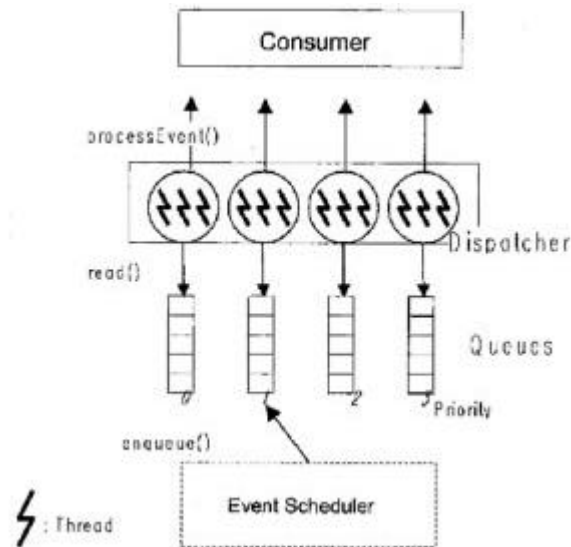 Consumer
processEvent()
Dispatcher
read()
Queues
0 1 2 3 Priority
enqueue()
Event Scheduler
: Thread